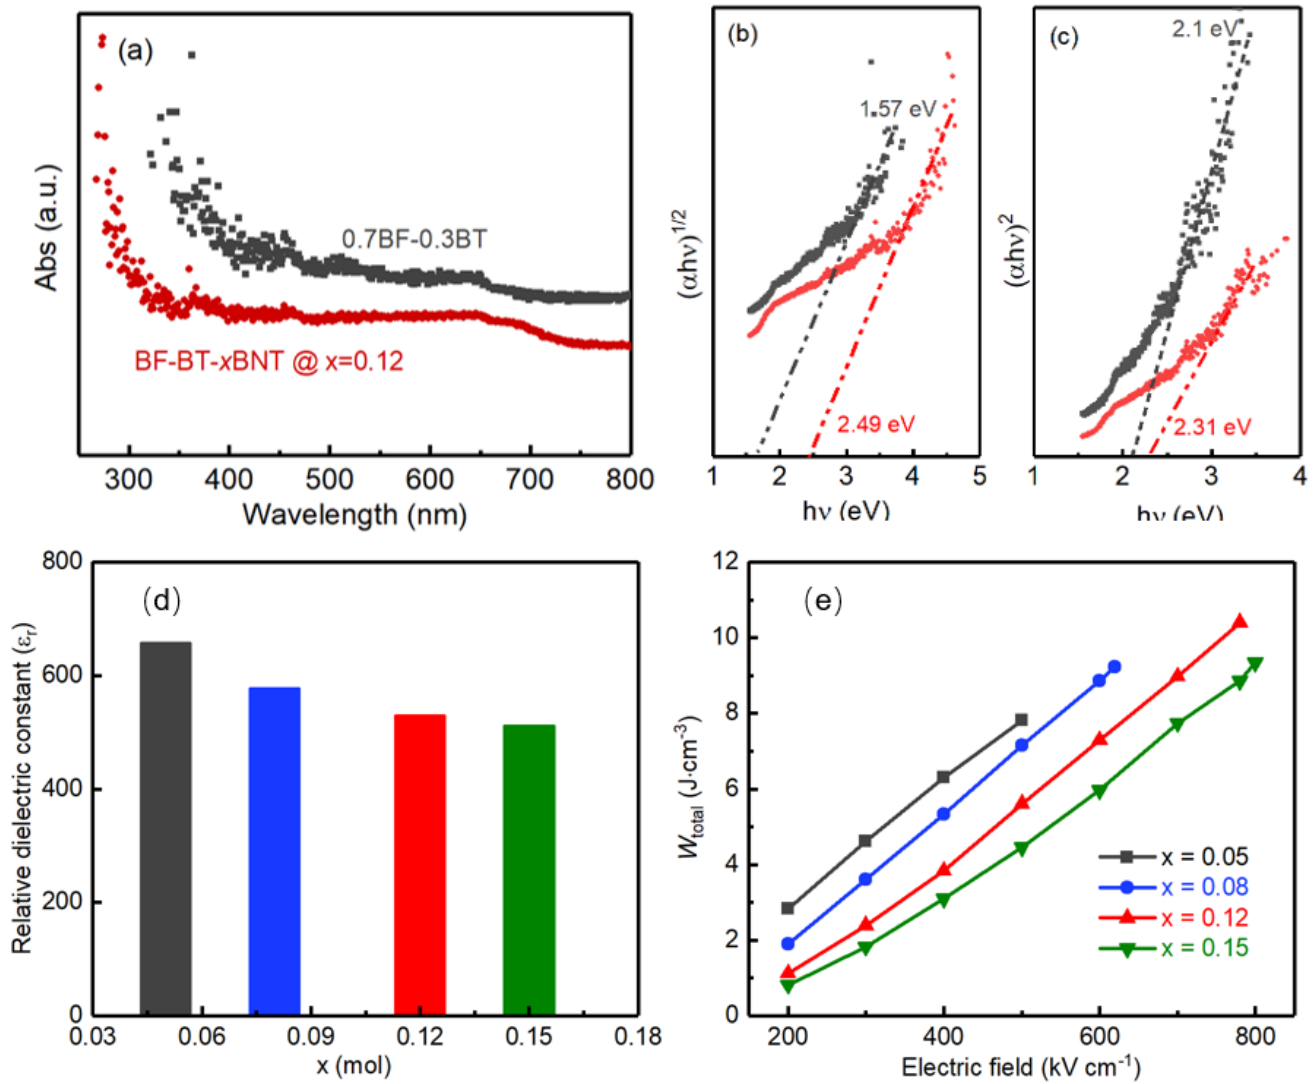 (a)
Abs (a.u.)
0.7BF-0.3BT
BF-BT-xBNT @ x=0.12
300 400 500 600 700 800
Wavelength (nm)
(b)
1.57 eV
(αhν)1/2
2.49 eV
1 2 3 4 5
hν (eV)
(c)
2.1 eV
(αhν)2
2.31 eV
1 2 3 4
hν (eV)
(d)
Relative dielectric constant (εr)
800
600
400
200
0
0.03 0.06 0.09 0.12 0.15 0.18
x (mol)
(e)
Wtotal (J·cm-3)
12
10
8
6
4
2
0
x = 0.05
x = 0.08
x = 0.12
x = 0.15
200 400 600 800
Electric field (kV cm-1)